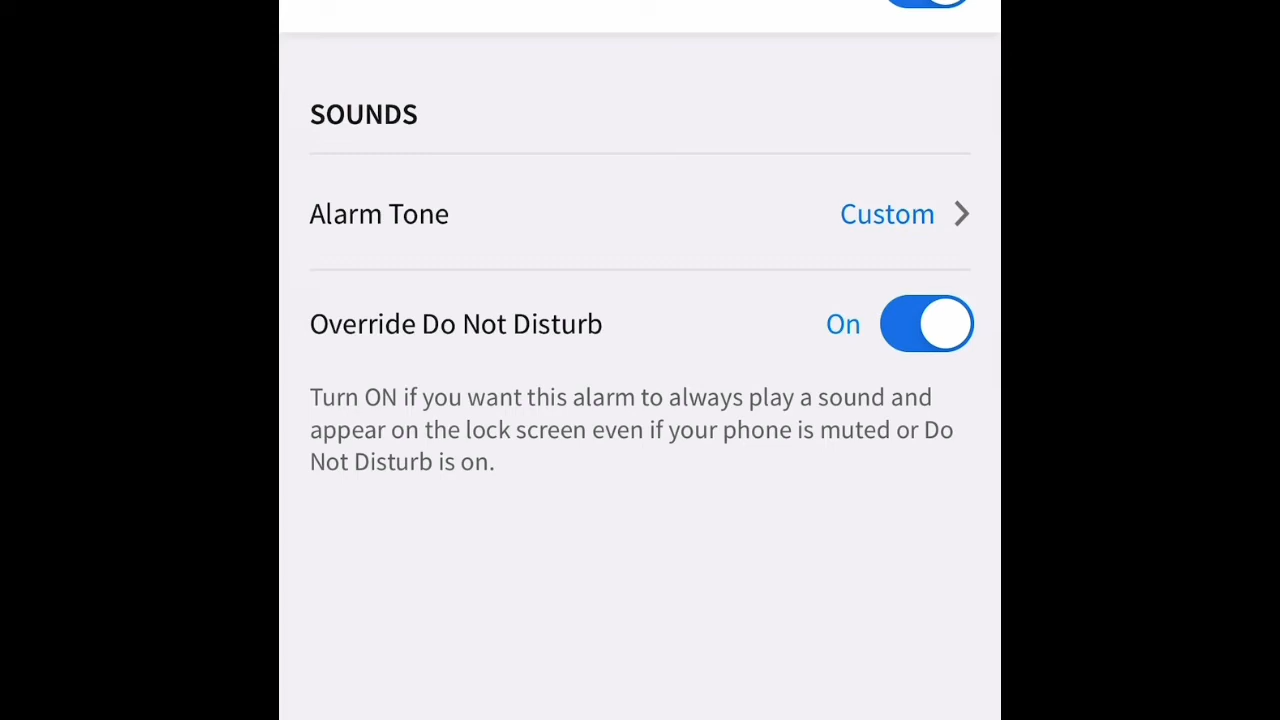 SOUNDS
Alarm Tone Custom
Override Do Not Disturb On
Turn ON if you want this alarm to always play a sound and
appear on the lock screen even if your phone is muted or Do
Not Disturb is on.